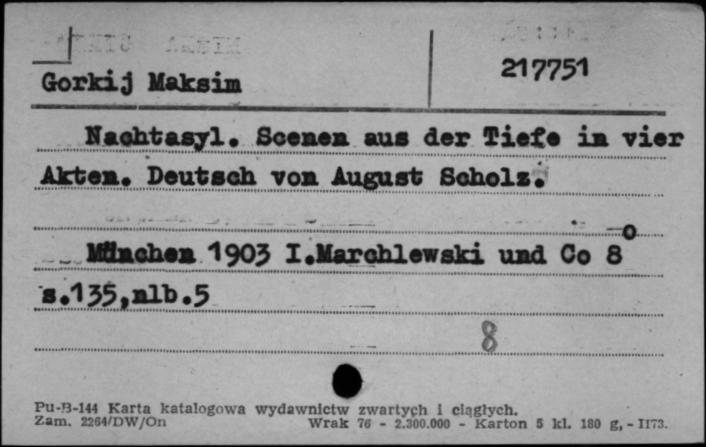 Gorkij Maksim
217751
Nachtasyl. Scenen aus der Tiefe in vier
Akten. Deutsch von August Scholz.
München 1903 I.Marchlewski und Co 8°
s.135,nlb.5
8
Pu-B-144 Karta katalogowa wydawnictw zwartych i ciągłych.
Zam. 2264/DW/On Wrak 76 - 2.300.000 - Karton 5 kl. 180 g, - II73.